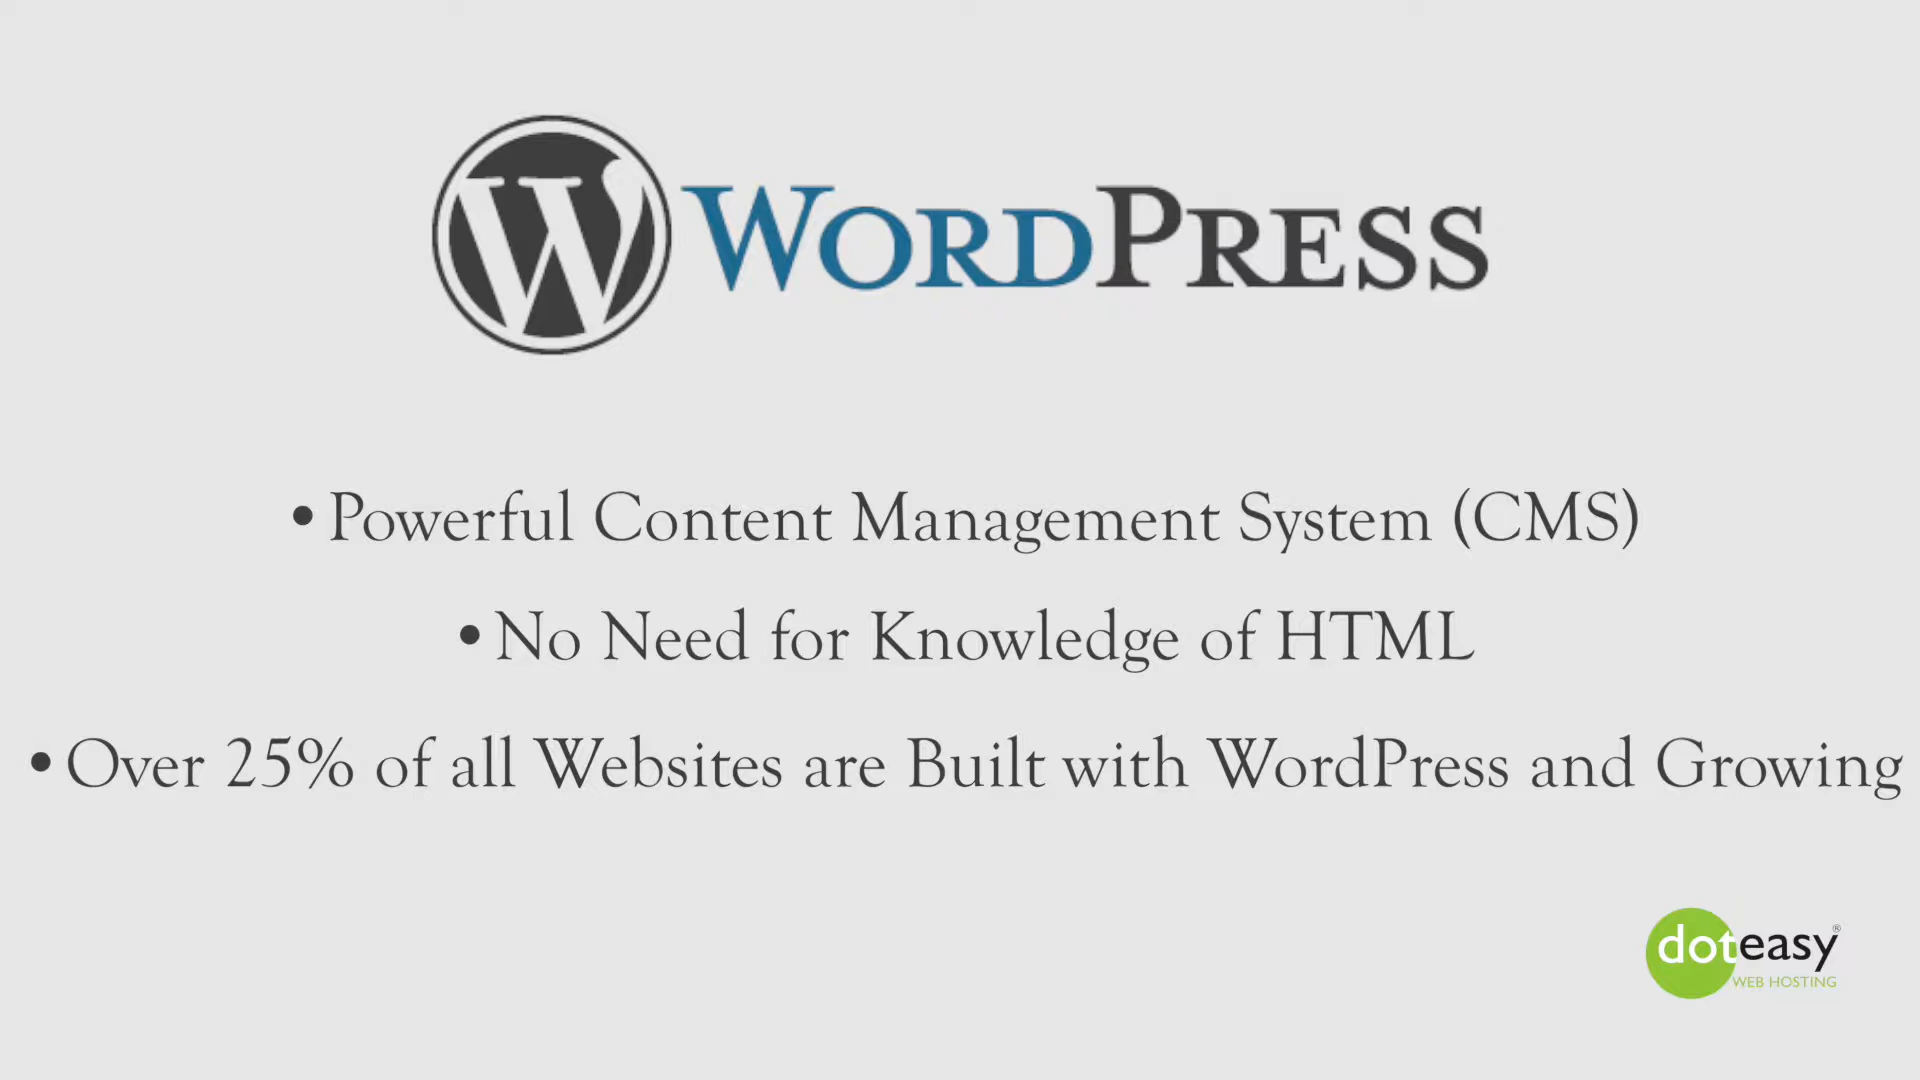 WORDPRESS
• Powerful Content Management System (CMS)
• No Need for Knowledge of HTML
• Over 25% of all Websites are Built with WordPress and Growing
doteasy®
WEB HOSTING